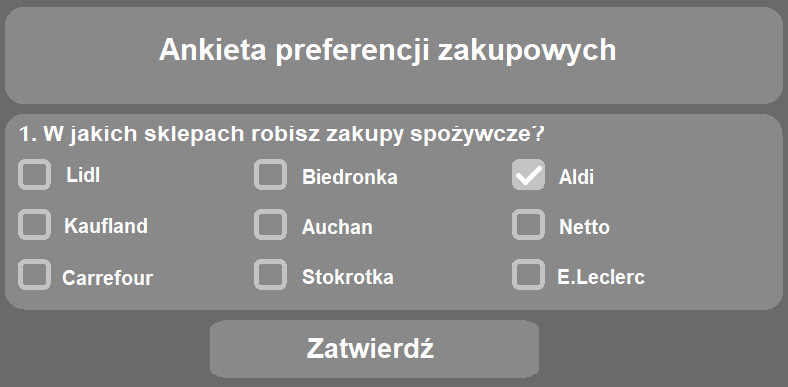 Ankieta preferencji zakupowych
1. W jakich sklepach robisz zakupy spożywcze?
Lidl Biedronka Aldi
Kaufland Auchan Netto
Carrefour Stokrotka E.Leclerc
Zatwierdź